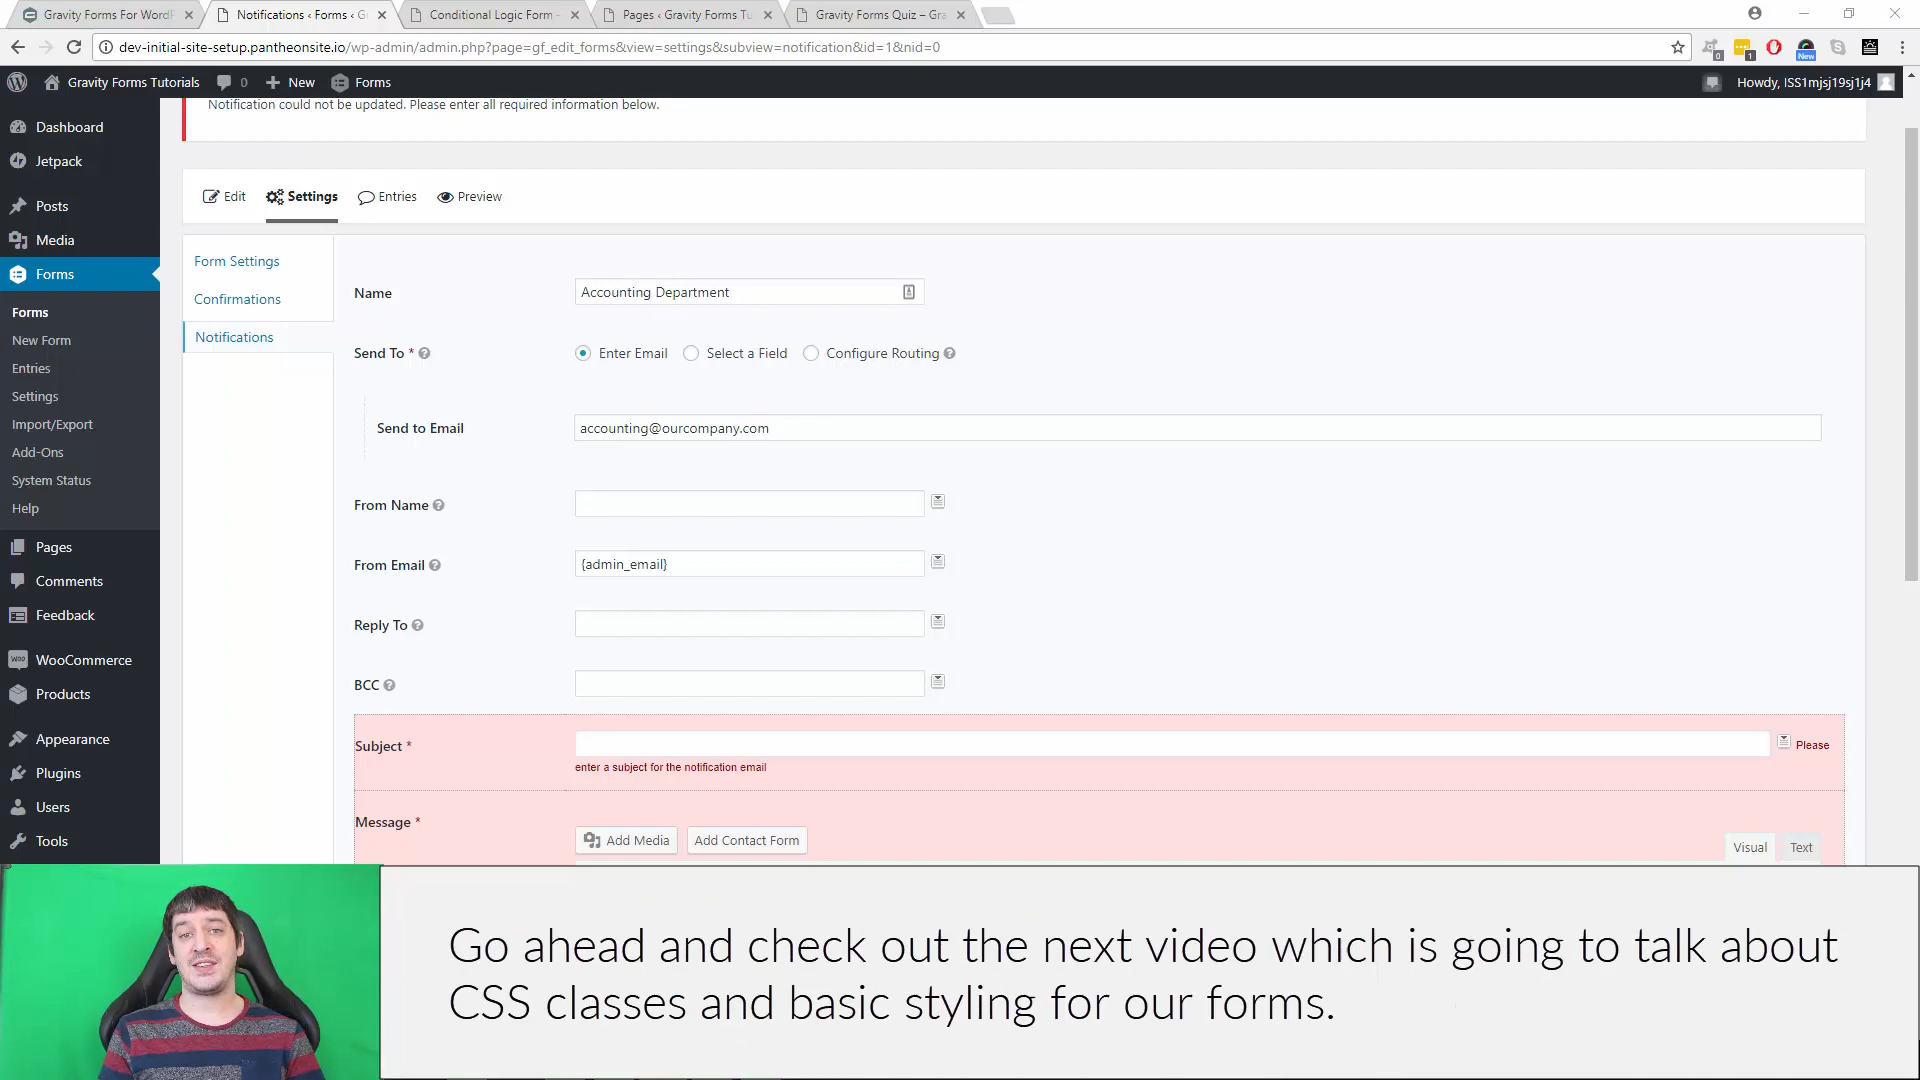 Gravity Forms For WordP
Notifications ‹ Forms ‹ G
Conditional Logic Form -
Pages ‹ Gravity Forms Tu
Gravity Forms Quiz – Gra
dev-initial-site-setup.pantheonsite.io/wp-admin/admin.php?page=gf_edit_forms&view=settings&subview=notification&id=1&nid=0
0
1
New
Gravity Forms Tutorials
0
New
Forms
Howdy, ISS1mjsj19sj1j4
Notification could not be updated. Please enter all required information below.
Dashboard
Jetpack
Posts
Media
Forms
Forms
New Form
Entries
Settings
Import/Export
Add-Ons
System Status
Help
Pages
Comments
Feedback
WooCommerce
Products
Appearance
Plugins
Users
Tools
Edit
Settings
Entries
Preview
Form Settings
Confirmations
Notifications
Name
Accounting Department
Send To *
Enter Email
Select a Field
Configure Routing
Send to Email
accounting@ourcompany.com
From Name
From Email
{admin_email}
Reply To
BCC
Subject *
Please
enter a subject for the notification email
Message *
Add Media
Add Contact Form
Visual
Text
Go ahead and check out the next video which is going to talk about
CSS classes and basic styling for our forms.